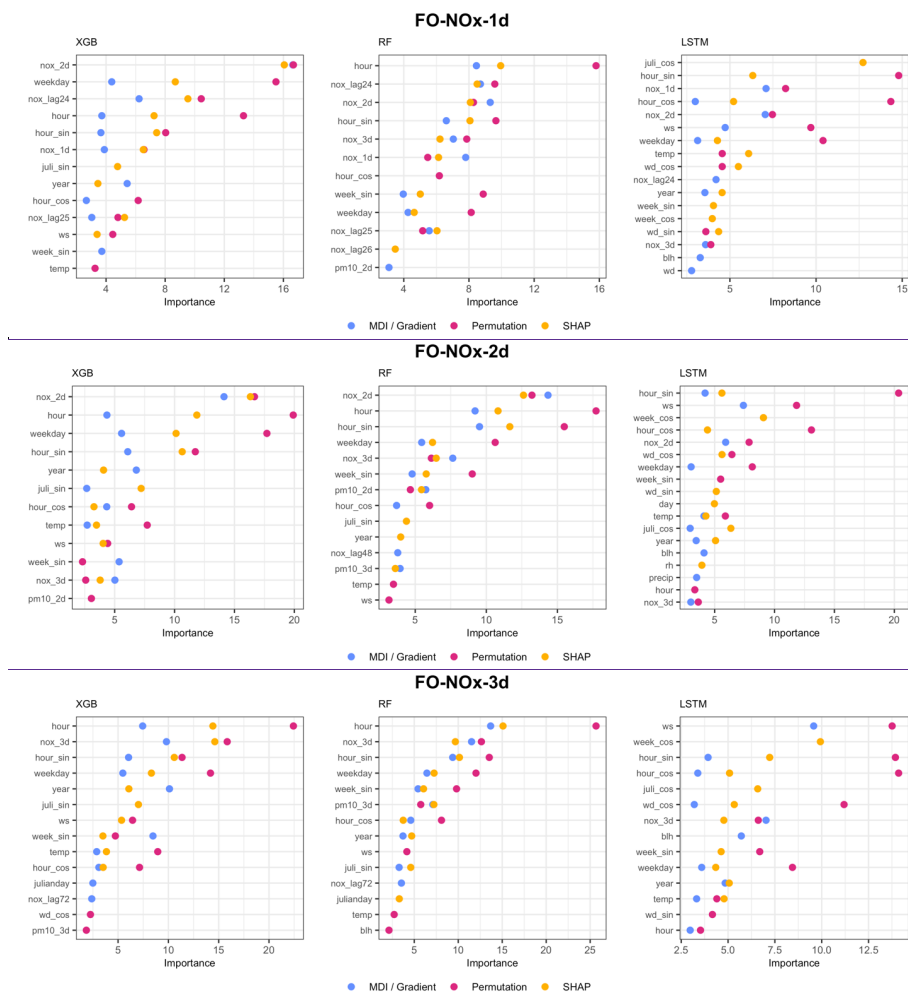 FO-NOx-1d
XGB
nox_2d
weekday
nox_lag24
hour
hour_sin
nox_1d
juli_sin
year
hour_cos
nox_lag25
ws
week_sin
temp
4 8 12 16
Importance
RF
hour
nox_lag24
nox_2d
hour_sin
nox_3d
nox_1d
hour_cos
week_sin
weekday
nox_lag25
nox_lag26
pm10_2d
4 8 12 16
Importance
LSTM
juli_cos
hour_sin
nox_1d
hour_cos
nox_2d
ws
weekday
temp
wd_cos
nox_lag24
year
week_sin
week_cos
wd_sin
nox_3d
blh
wd
5 10 15
Importance
MDI / Gradient Permutation SHAP
FO-NOx-2d
XGB
nox_2d
hour
weekday
hour_sin
year
juli_sin
hour_cos
temp
ws
week_sin
nox_3d
pm10_2d
5 10 15 20
Importance
RF
nox_2d
hour
hour_sin
weekday
nox_3d
week_sin
pm10_2d
hour_cos
juli_sin
year
nox_lag48
pm10_3d
temp
ws
5 10 15
Importance
LSTM
hour_sin
ws
week_cos
hour_cos
nox_2d
wd_cos
weekday
week_sin
wd_sin
day
temp
juli_cos
year
blh
rh
precip
hour
nox_3d
5 10 15 20
Importance
MDI / Gradient Permutation SHAP
FO-NOx-3d
XGB
hour
nox_3d
hour_sin
weekday
year
juli_sin
ws
week_sin
temp
hour_cos
julianday
nox_lag72
wd_cos
pm10_3d
5 10 15 20
Importance
RF
hour
nox_3d
hour_sin
weekday
week_sin
pm10_3d
hour_cos
year
ws
juli_sin
nox_lag72
julianday
temp
blh
5 10 15 20 25
Importance
LSTM
ws
week_cos
hour_sin
hour_cos
juli_cos
wd_cos
nox_3d
blh
week_sin
weekday
year
temp
wd_sin
hour
2.5 5.0 7.5 10.0 12.5
Importance
MDI / Gradient Permutation SHAP